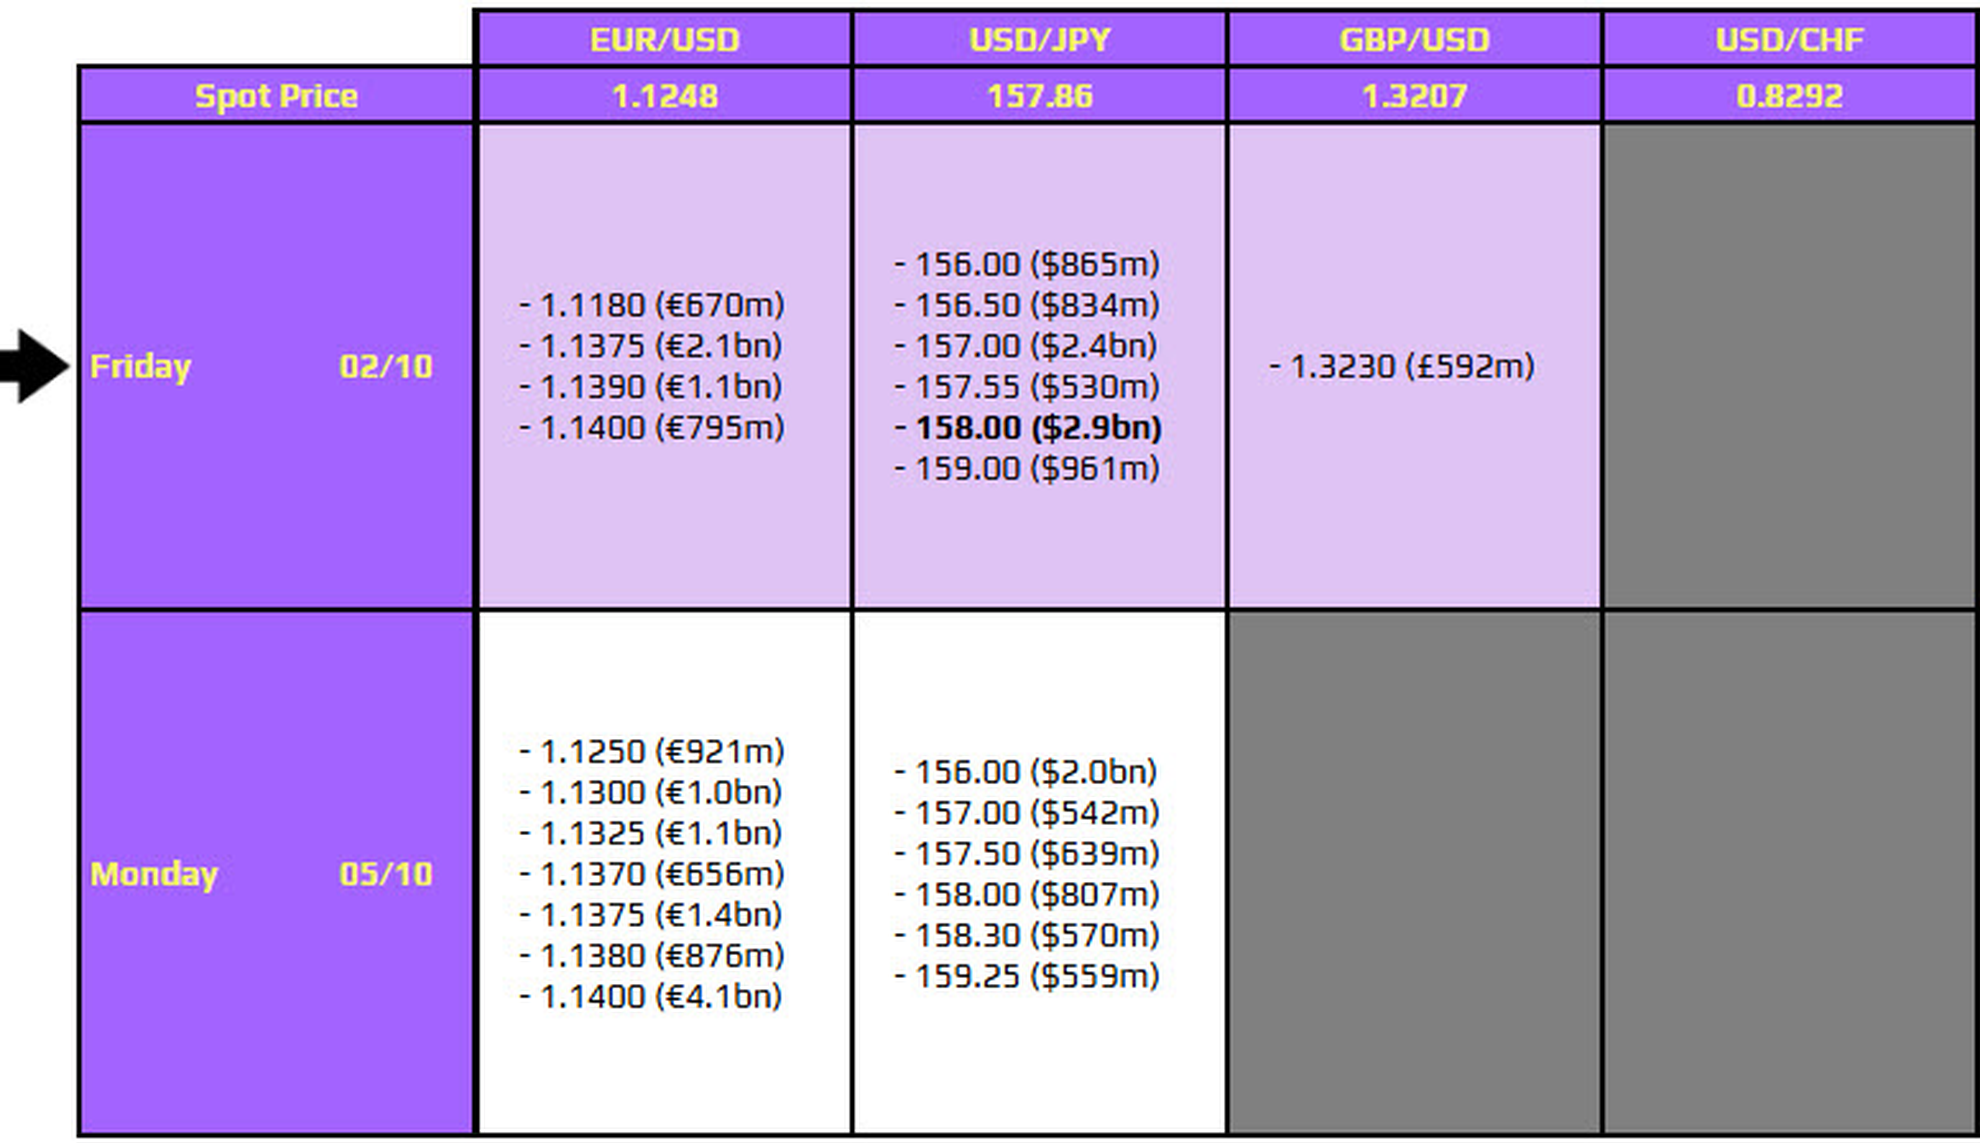 EUR/USD USD/JPY GBP/USD USD/CHF
Spot Price 1.1248 157.86 1.3207 0.8292
Friday 02/10
- 1.1180 (€670m)
- 1.1375 (€2.1bn)
- 1.1390 (€1.1bn)
- 1.1400 (€795m)
- 156.00 ($865m)
- 156.50 ($834m)
- 157.00 ($2.4bn)
- 157.55 ($530m)
- 158.00 ($2.9bn)
- 159.00 ($961m)
- 1.3230 (£592m)
Monday 05/10
- 1.1250 (€921m)
- 1.1300 (€1.0bn)
- 1.1325 (€1.1bn)
- 1.1370 (€656m)
- 1.1375 (€1.4bn)
- 1.1380 (€876m)
- 1.1400 (€4.1bn)
- 156.00 ($2.0bn)
- 157.00 ($542m)
- 157.50 ($639m)
- 158.00 ($807m)
- 158.30 ($570m)
- 159.25 ($559m)